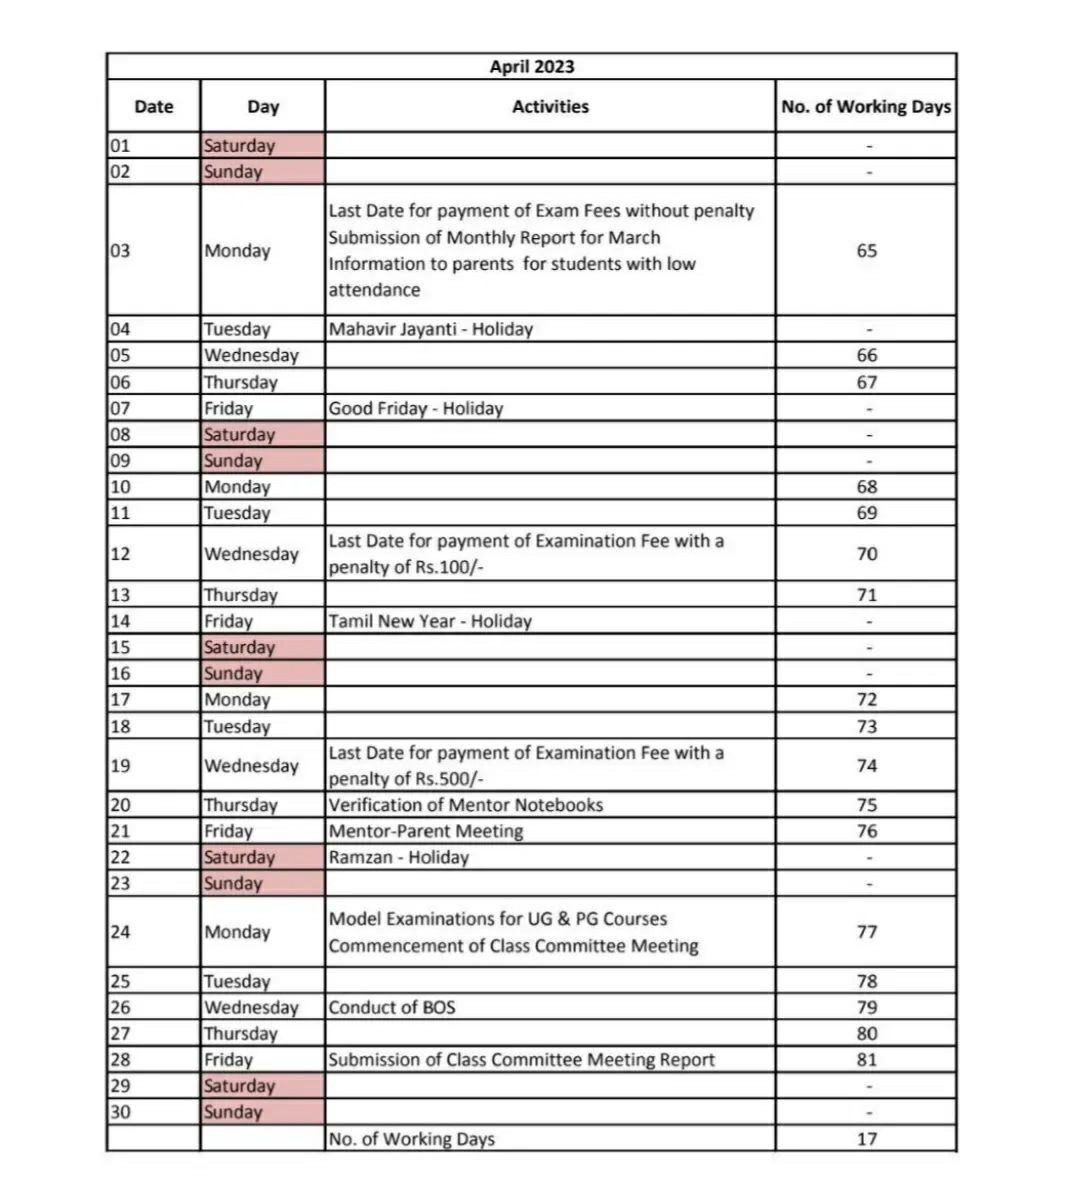 April 2023
Date Day Activities No. of Working Days
01 Saturday -
02 Sunday -
03 Monday Last Date for payment of Exam Fees without penalty
Submission of Monthly Report for March
Information to parents for students with low
attendance 65
04 Tuesday Mahavir Jayanti - Holiday -
05 Wednesday 66
06 Thursday 67
07 Friday Good Friday - Holiday -
08 Saturday -
09 Sunday -
10 Monday 68
11 Tuesday 69
12 Wednesday Last Date for payment of Examination Fee with a
penalty of Rs.100/- 70
13 Thursday 71
14 Friday Tamil New Year - Holiday -
15 Saturday -
16 Sunday -
17 Monday 72
18 Tuesday 73
19 Wednesday Last Date for payment of Examination Fee with a
penalty of Rs.500/- 74
20 Thursday Verification of Mentor Notebooks 75
21 Friday Mentor-Parent Meeting 76
22 Saturday Ramzan - Holiday -
23 Sunday -
24 Monday Model Examinations for UG & PG Courses
Commencement of Class Committee Meeting 77
25 Tuesday 78
26 Wednesday Conduct of BOS 79
27 Thursday 80
28 Friday Submission of Class Committee Meeting Report 81
29 Saturday -
30 Sunday -
No. of Working Days 17